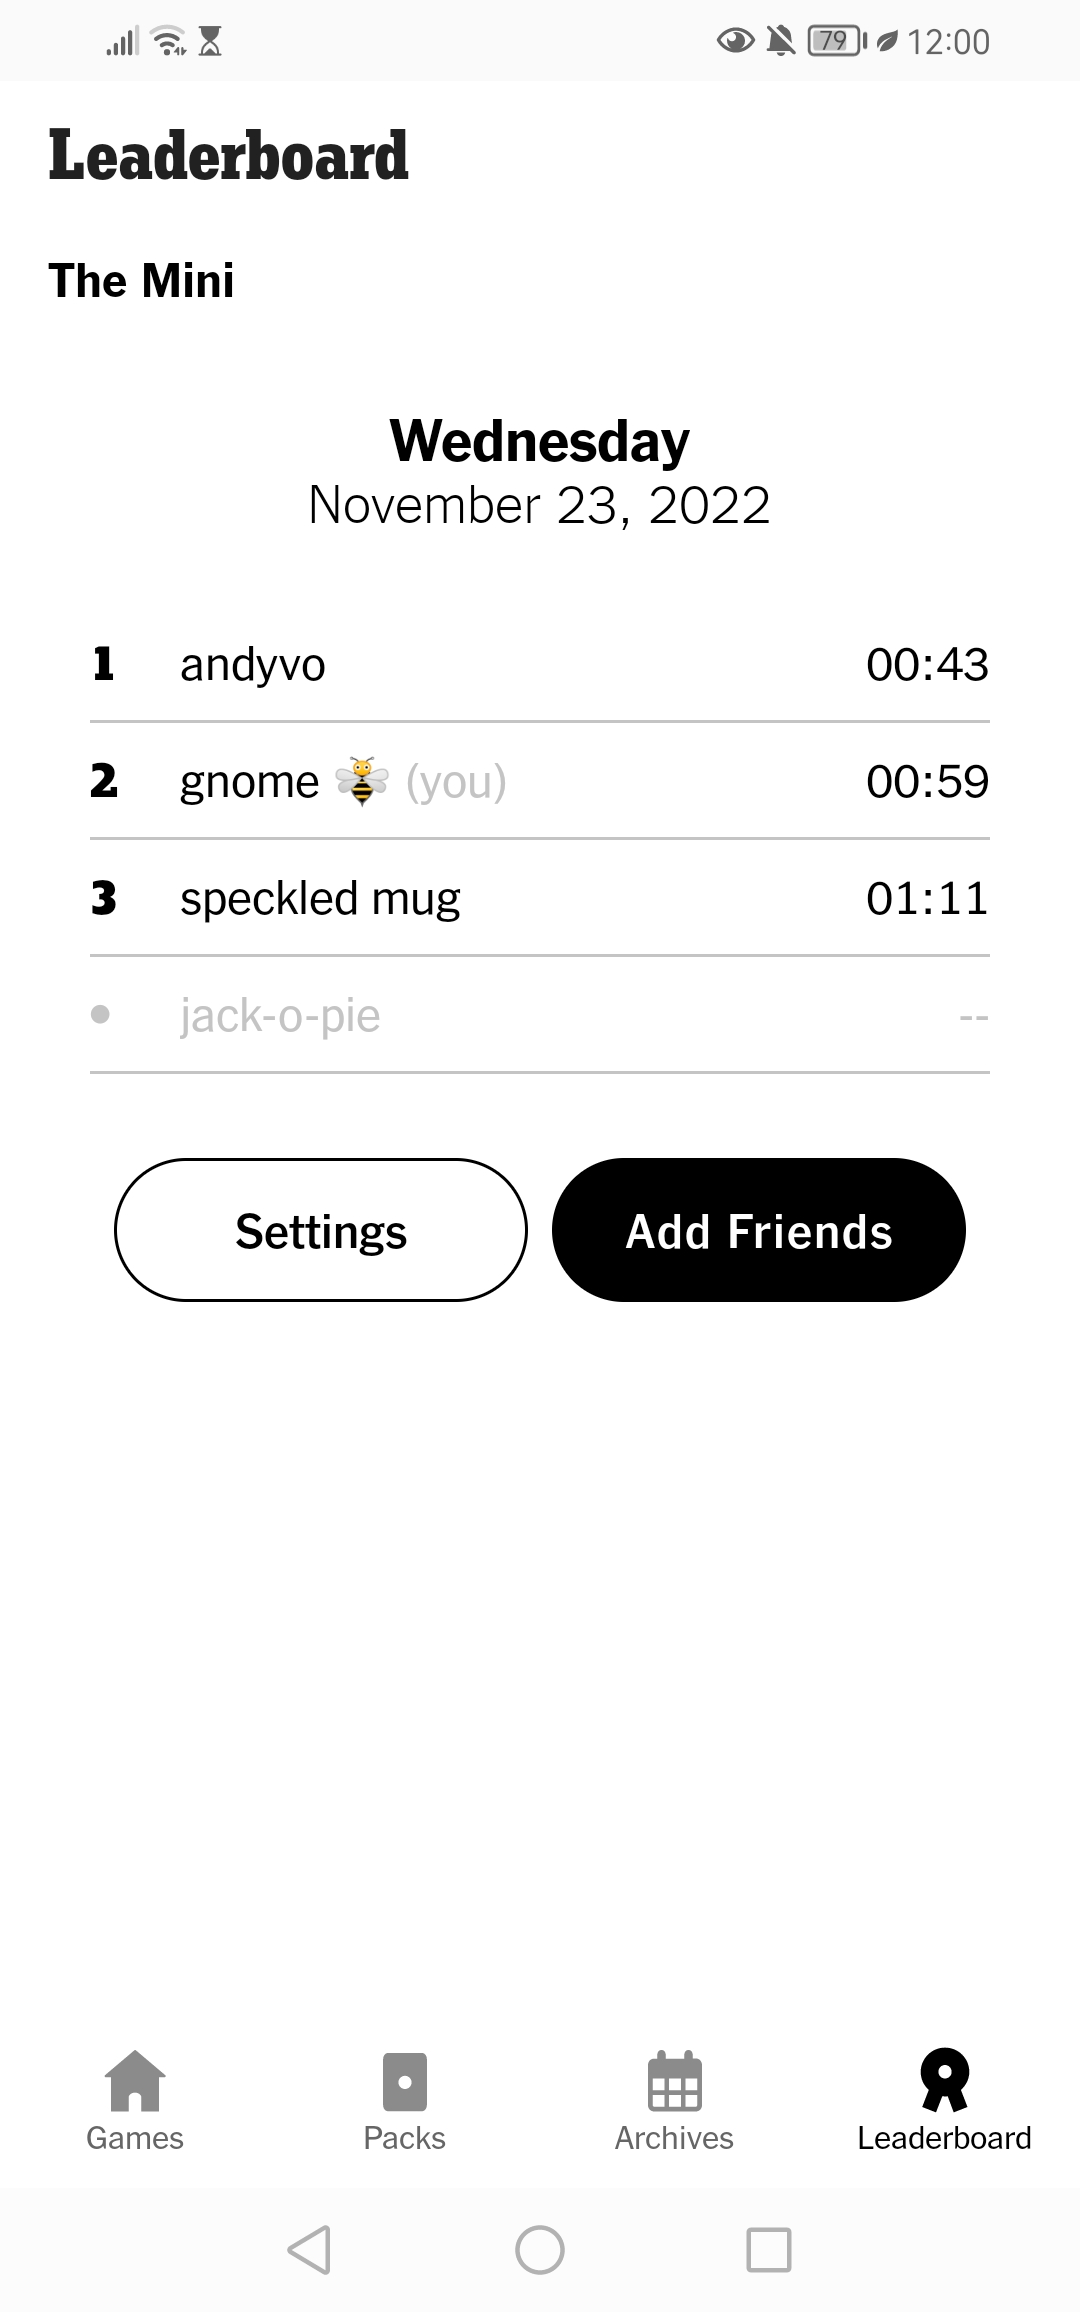 79 12:00
Leaderboard
The Mini
Wednesday
November 23, 2022
1 andyvo 00:43
2 gnome 🐝 (you) 00:59
3 speckled mug 01:11
• jack-o-pie --
Settings Add Friends
Games Packs Archives Leaderboard